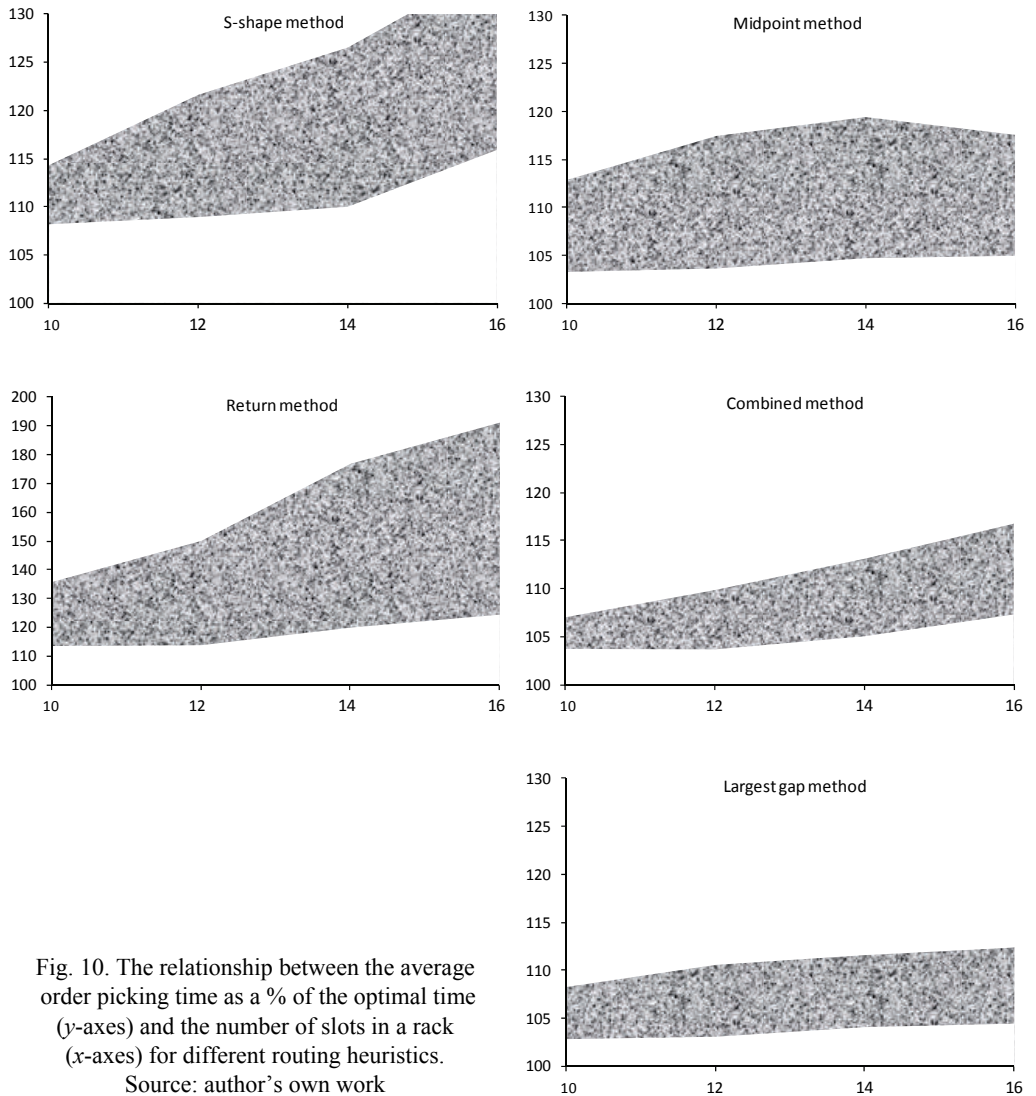 S-shape method
130
125
120
115
110
105
100
10 12 14 16
Midpoint method
130
125
120
115
110
105
100
10 12 14 16
Return method
200
190
180
170
160
150
140
130
120
110
100
10 12 14 16
Combined method
130
125
120
115
110
105
100
10 12 14 16
Largest gap method
130
125
120
115
110
105
100
10 12 14 16
Fig. 10. The relationship between the average
order picking time as a % of the optimal time
(y-axes) and the number of slots in a rack
(x-axes) for different routing heuristics.
Source: author’s own work